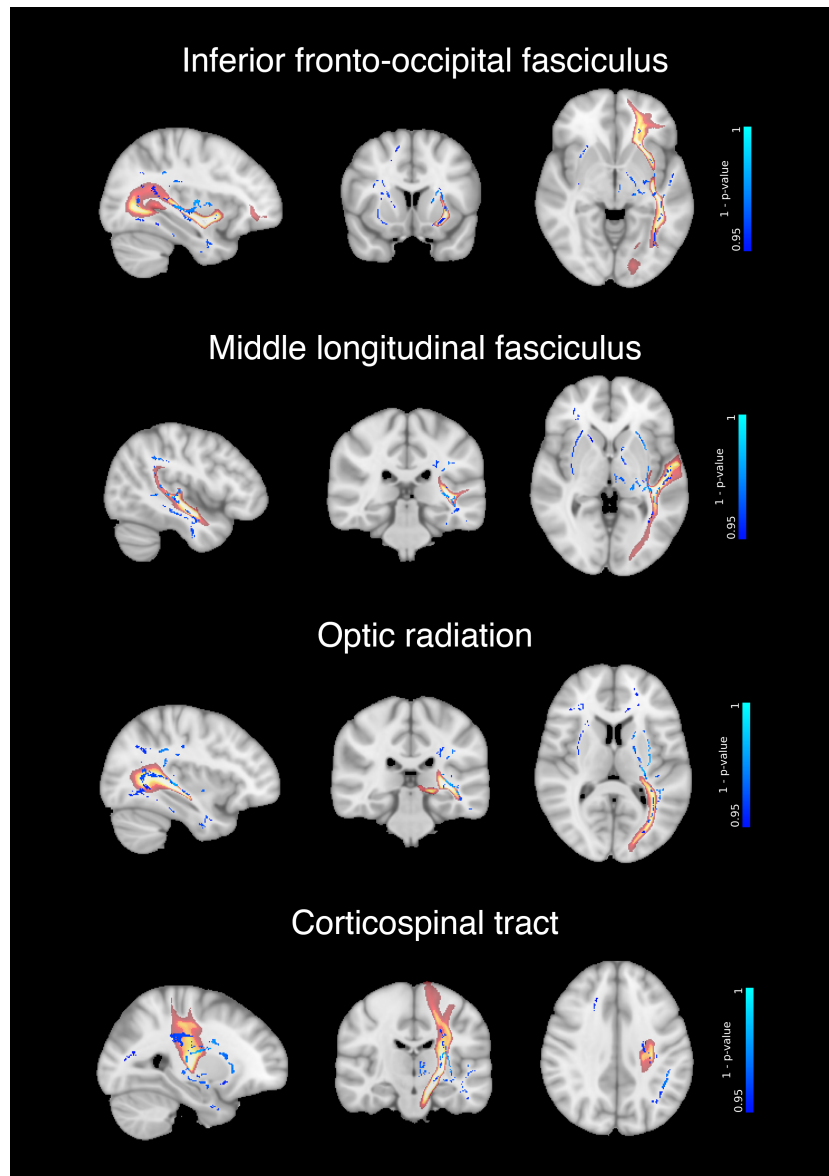 Inferior fronto-occipital fasciculus
1
1 - p-value
0.95
Middle longitudinal fasciculus
1
1 - p-value
0.95
Optic radiation
1
1 - p-value
0.95
Corticospinal tract
1
1 - p-value
0.95